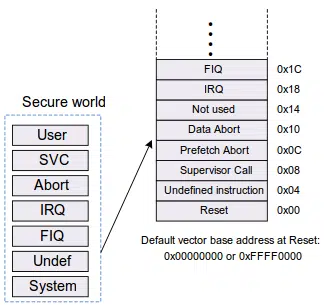 Secure world
User
SVC
Abort
IRQ
FIQ
Undef
System
FIQ 0x1C
IRQ 0x18
Not used 0x14
Data Abort 0x10
Prefetch Abort 0x0C
Supervisor Call 0x08
Undefined instruction 0x04
Reset 0x00
Default vector base address at Reset:
0x00000000 or 0xFFFF0000